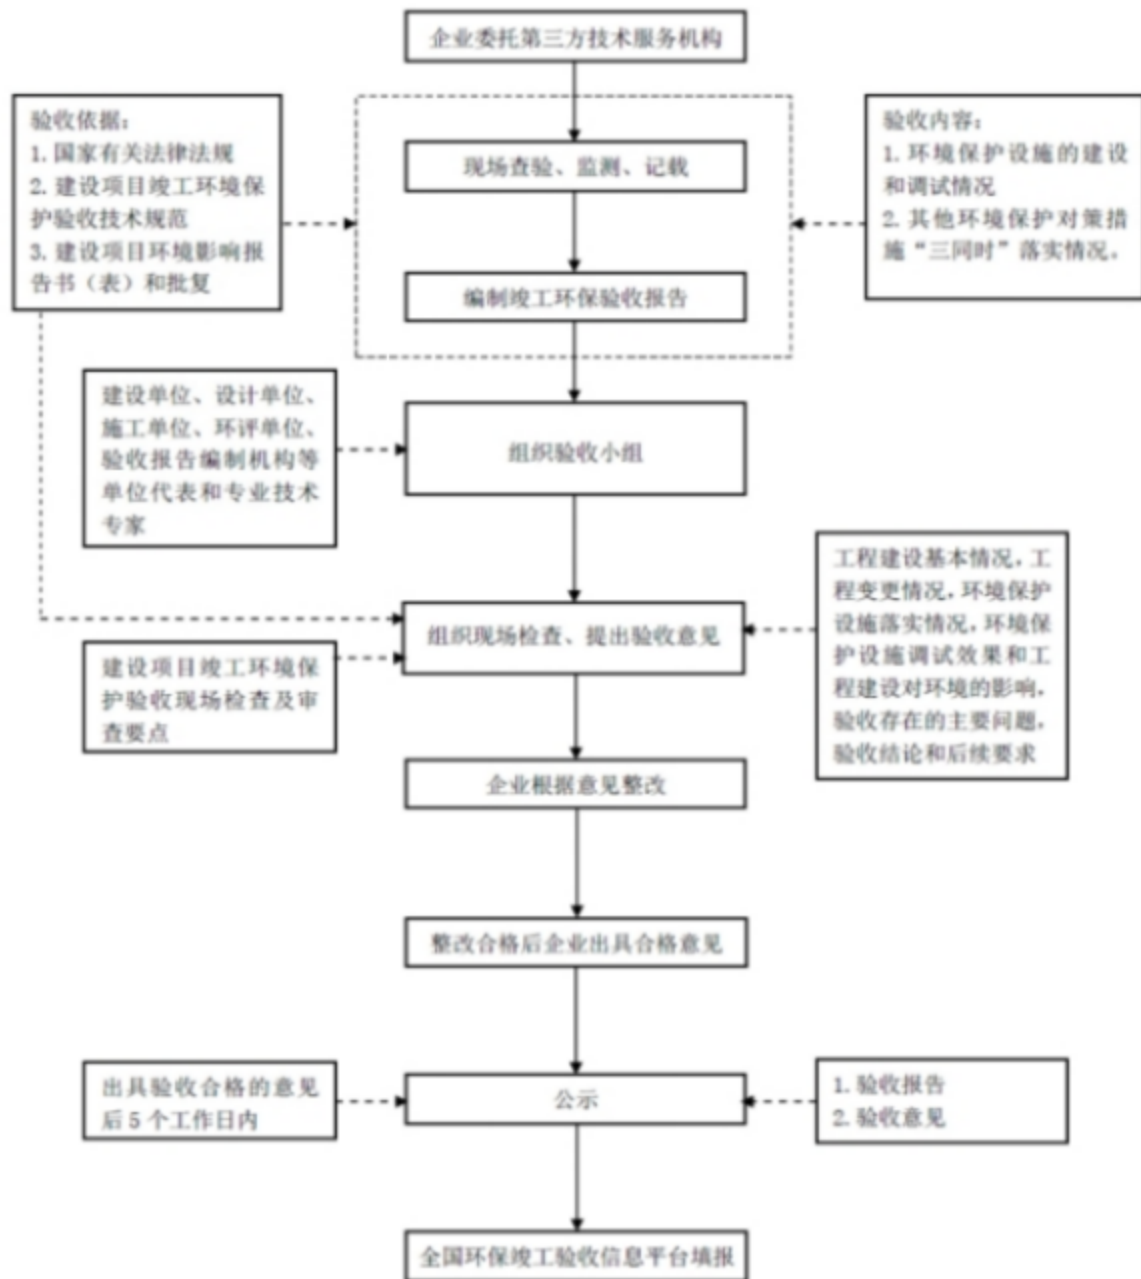 企业委托第三方技术服务机构
验收依据：
1. 国家有关法律法规
2. 建设项目竣工环境保
护验收技术规范
3. 建设项目环境影响报
告书（表）和批复
现场查验、监测、记载
编制竣工环保验收报告
验收内容：
1. 环境保护设施的建设
和调试情况
2. 其他环境保护对策措
施“三同时”落实情况。
建设单位、设计单位、
施工单位、环评单位、
验收报告编制机构等
单位代表和专业技术
专家
组织验收小组
组织现场检查、提出验收意见
工程建设基本情况，工
程变更情况，环境保护
设施落实情况，环境保
护设施调试效果和工
程建设对环境的影响，
验收存在的主要问题，
验收结论和后续要求
建设项目竣工环境保
护验收现场检查及审
查要点
企业根据意见整改
整改合格后企业出具合格意见
出具验收合格的意见
后 5 个工作日内
公示
1. 验收报告
2. 验收意见
全国环保竣工验收信息平台填报